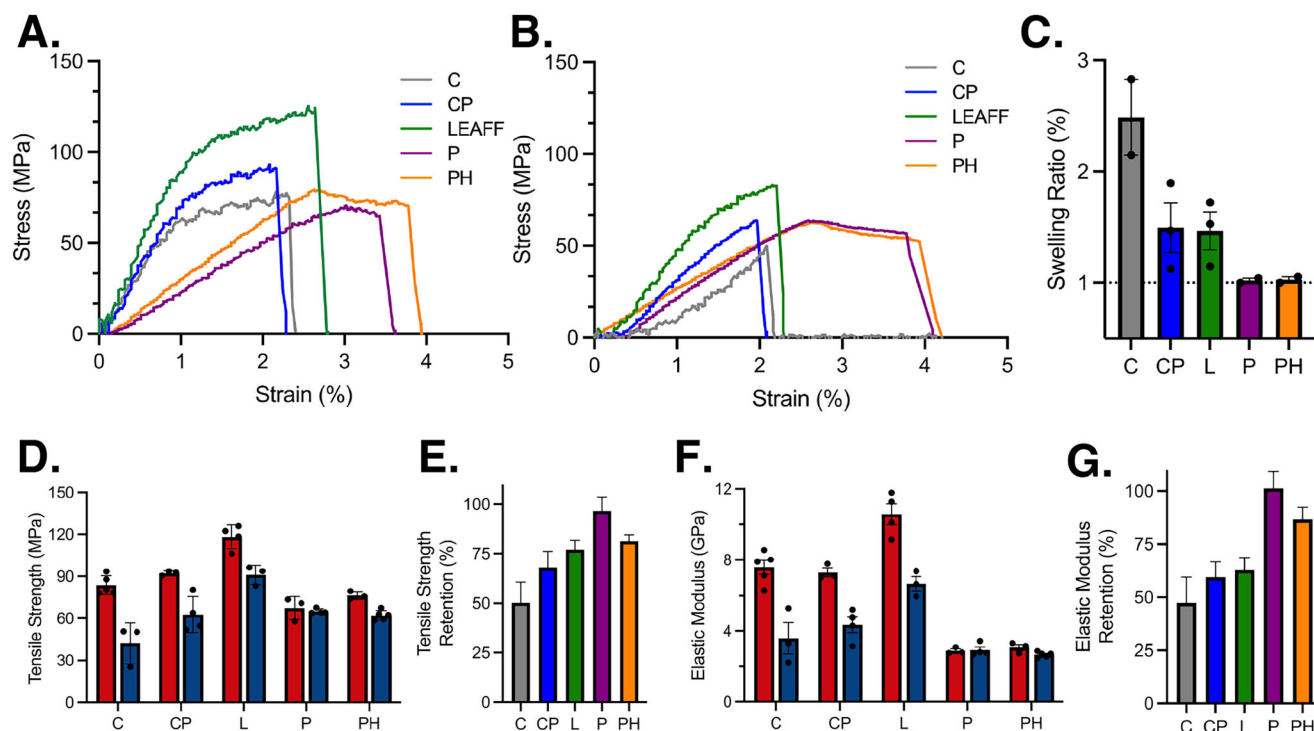 A.
150
100
50
0
Stress (MPa)
0 1 2 3 4 5
Strain (%)
C
CP
LEAFF
P
PH
B.
150
100
50
0
Stress (MPa)
0 1 2 3 4 5
Strain (%)
C
CP
LEAFF
P
PH
C.
3
2
1
Swelling Ratio (%)
C CP L P PH
D.
150
120
90
60
30
0
Tensile Strength (MPa)
C CP L P PH
E.
100
75
50
25
0
Tensile Strength
Retention (%)
C CP L P PH
F.
12
8
4
2
0
Elastic Modulus (GPa)
C CP L P PH
G.
100
75
50
25
0
Elastic Modulus
Retention (%)
C CP L P PH